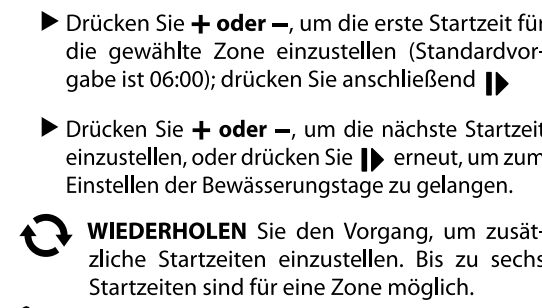 ▶ Drücken Sie + oder –, um die erste Startzeit für
die gewählte Zone einzustellen (Standardvor-
gabe ist 06:00); drücken Sie anschließend
▶ Drücken Sie + oder –, um die nächste Startzeit
einzustellen, oder drücken Sie erneut, um zum
Einstellen der Bewässerungstage zu gelangen.
WIEDERHOLEN Sie den Vorgang, um zusät-
zliche Startzeiten einzustellen. Bis zu sechs
Startzeiten sind für eine Zone möglich.